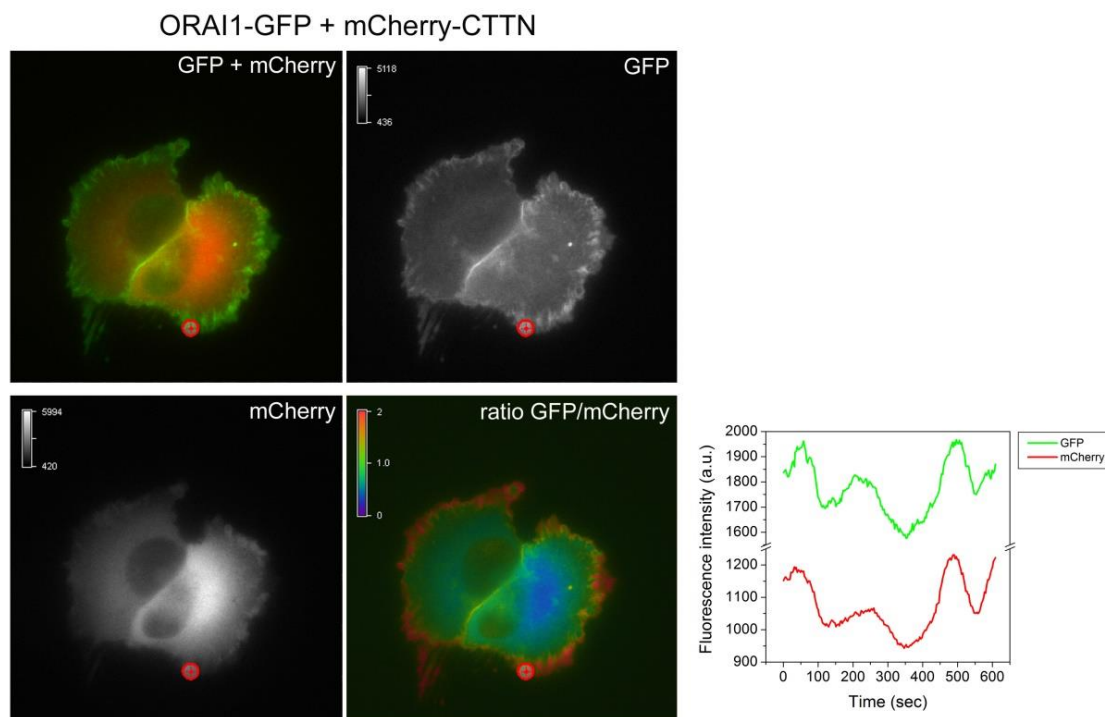 ORAI1-GFP + mCherry-CTTN
GFP + mCherry
GFP
5118
436
mCherry
5994
420
ratio GFP/mCherry
2
1.0
0
GFP
mCherry
Fluorescence intensity (a.u.)
2000
1900
1800
1700
1600
1200
1100
1000
900
0 100 200 300 400 500 600
Time (sec)